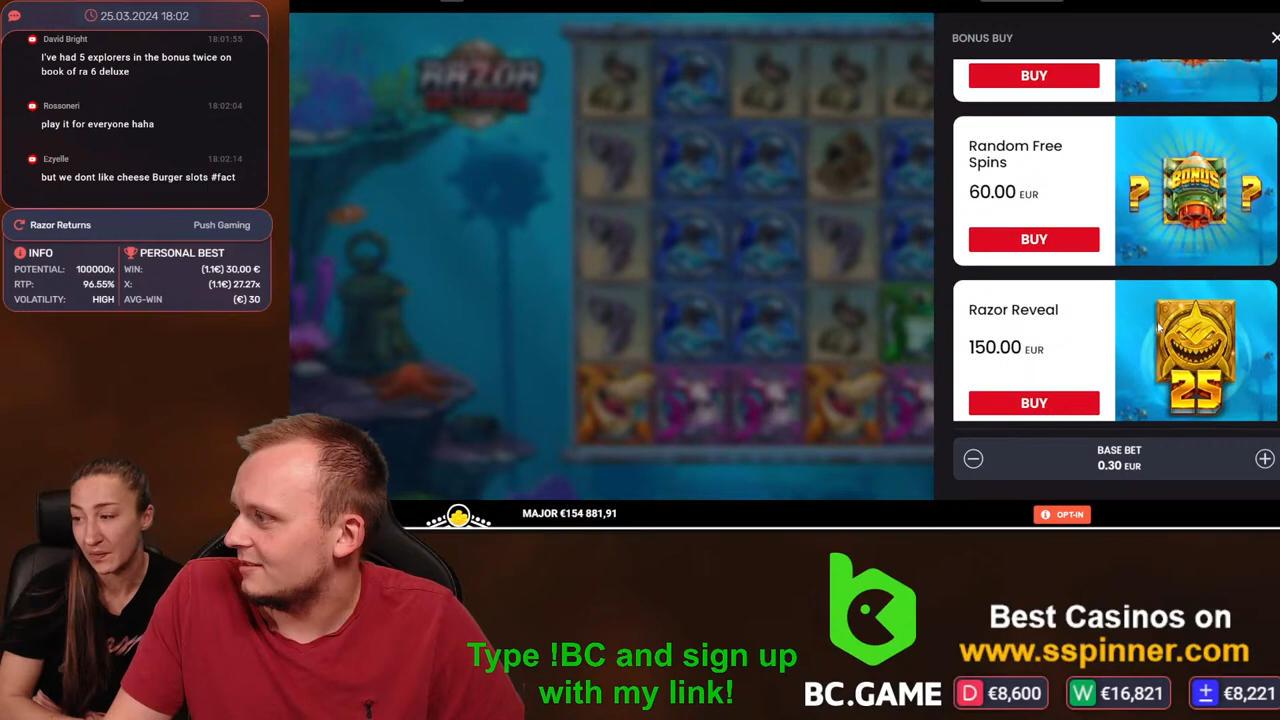 25.03.2024 18:02
David Bright 18:01:55
I've had 5 explorers in the bonus twice on
book of ra 6 deluxe
Rossoneri 18:02:04
play it for everyone haha
Ezyelle 18:02:14
but we dont like cheese Burger slots #fact
Razor Returns Push Gaming
INFO
POTENTIAL: 100000x
RTP: 96.55%
VOLATILITY: HIGH
PERSONAL BEST
WIN: (1.1€) 30,00 €
X: (1.1€) 27.27x
AVG-WIN (€) 30
RAZOR
BONUS BUY
BUY
Random Free
Spins
60.00 EUR
BUY
? BONUS ?
Razor Reveal
150.00 EUR
BUY
25
BASE BET
0.30 EUR
MAJOR €154 881,91
OPT-IN
Type !BC and sign up
with my link!
BC.GAME
Best Casinos on
www.sspinner.com
D €8,600
W €16,821
± €8,221